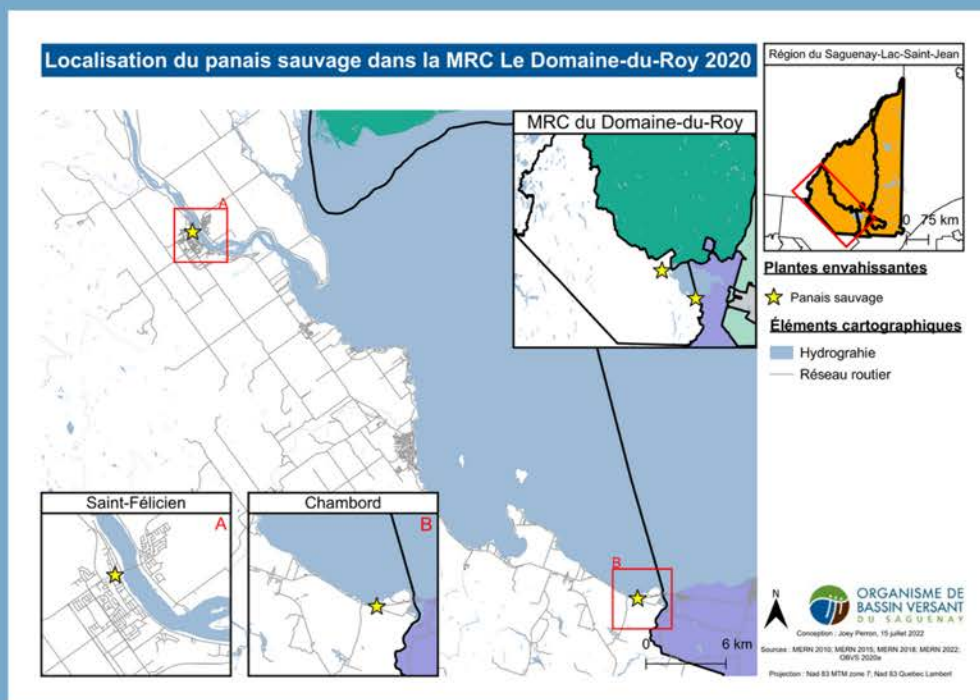 Localisation du panais sauvage dans la MRC Le Domaine-du-Roy 2020
Région du Saguenay-Lac-Saint-Jean
0 75 km
MRC du Domaine-du-Roy
A
Plantes envahissantes
Panais sauvage
Éléments cartographiques
Hydrograhie
Réseau routier
Saint-Félicien
A
Chambord
B
B
0 6 km
N
ORGANISME DE
BASSIN VERSANT
DU SAGUENAY
Conception : Joey Perron, 15 juillet 2022
Sources : MERN 2010; MERN 2015; MERN 2018; MERN 2022;
OBVS 2020a
Projection : Nad 83 MTM zone 7; Nad 83 Quebec Lambert